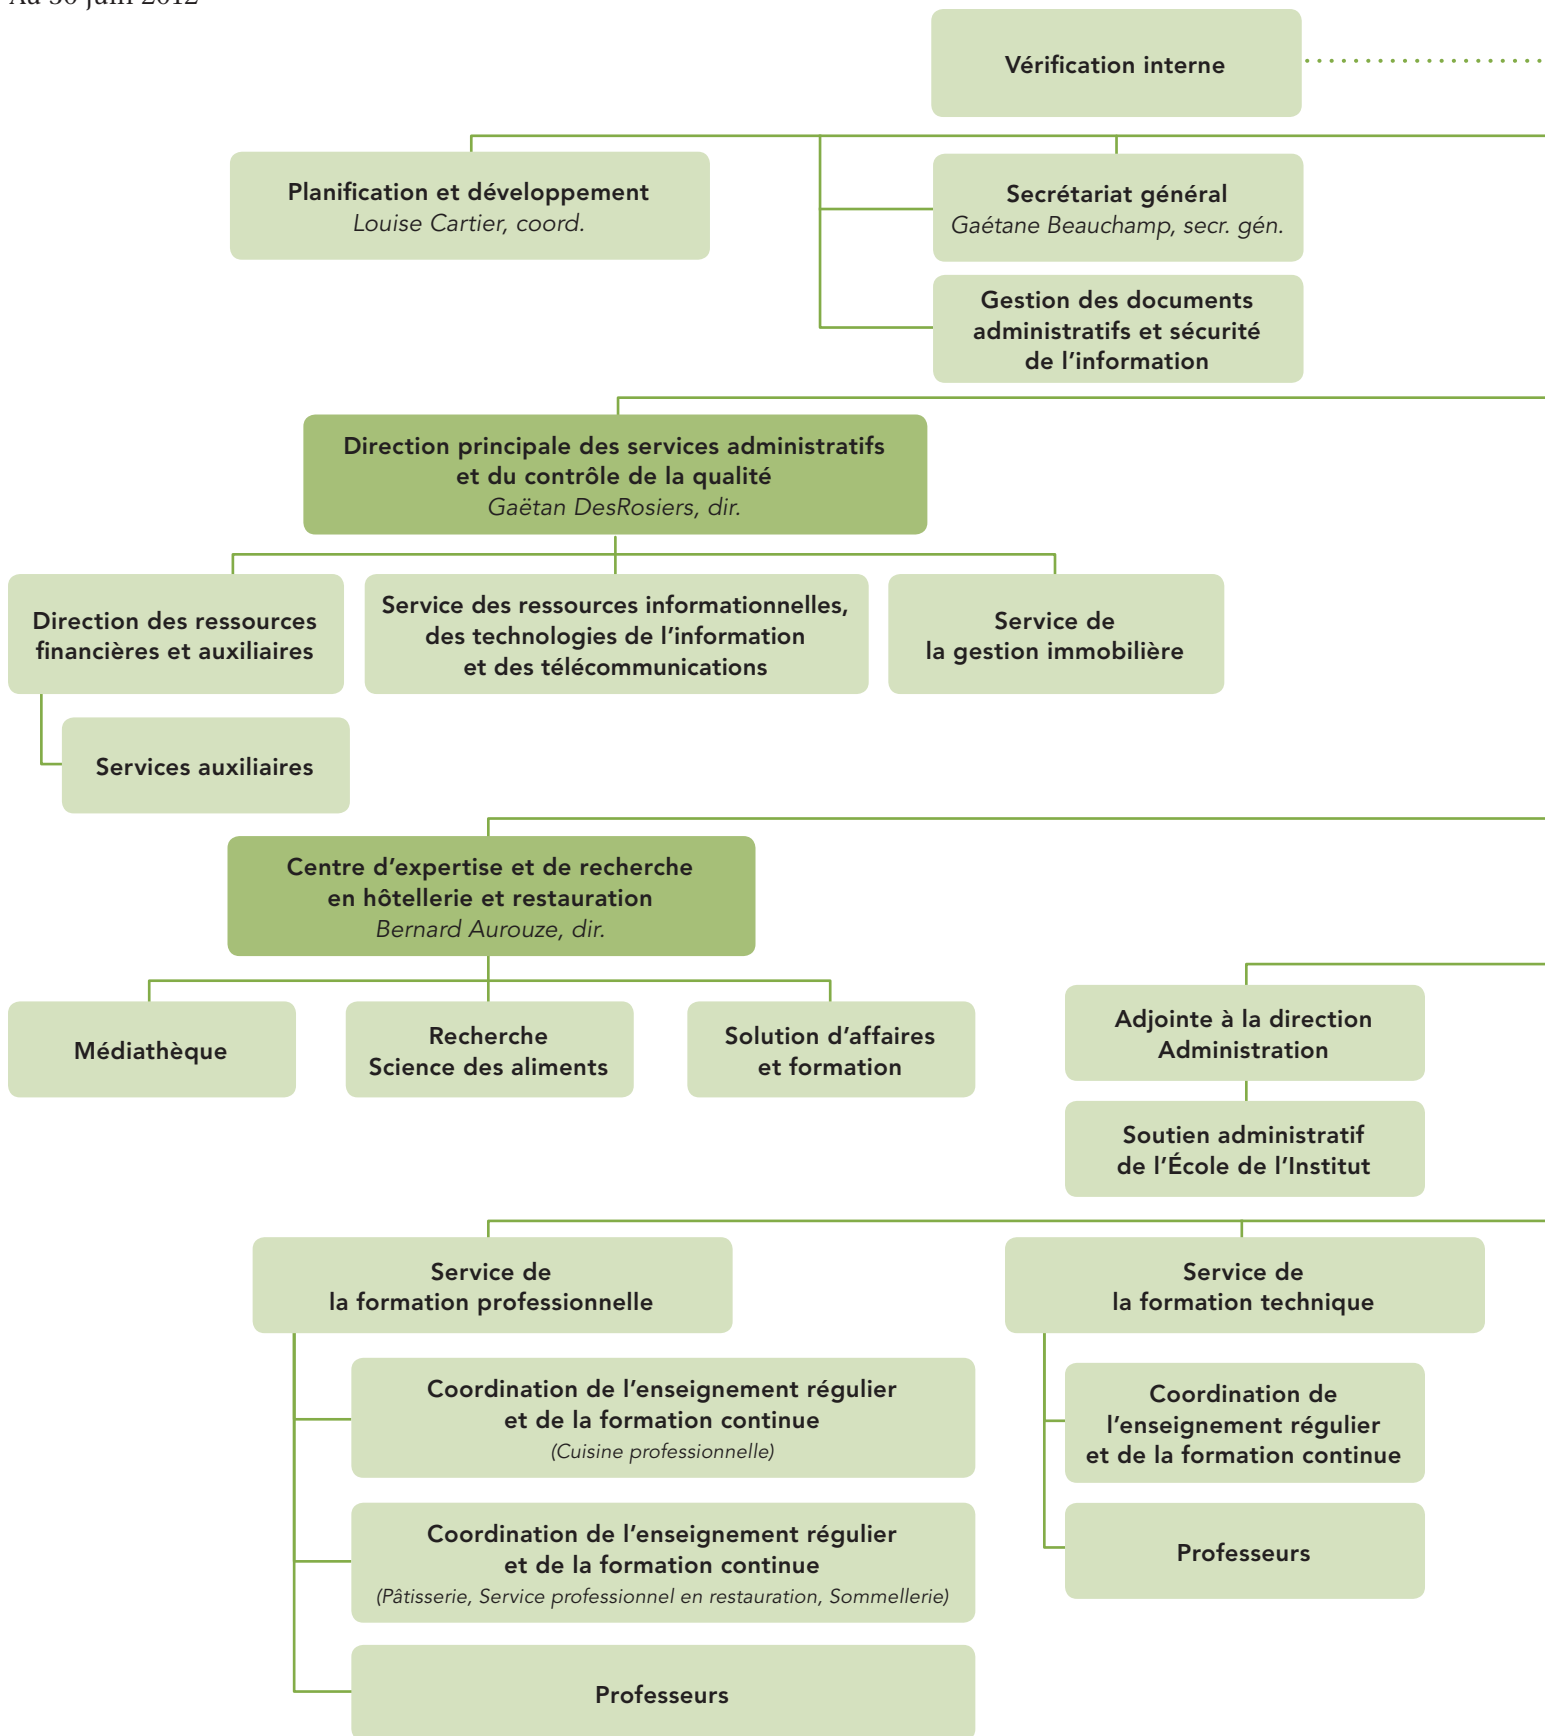 Au 30 juin 2012
Vérification interne
Planification et développement
Louise Cartier, coord.
Secrétariat général
Gaétane Beauchamp, secr. gén.
Gestion des documents
administratifs et sécurité
de l'information
Direction principale des services administratifs
et du contrôle de la qualité
Gaëtan DesRosiers, dir.
Direction des ressources
financières et auxiliaires
Service des ressources informationnelles,
des technologies de l'information
et des télécommunications
Service de
la gestion immobilière
Services auxiliaires
Centre d'expertise et de recherche
en hôtellerie et restauration
Bernard Aurouze, dir.
Médiathèque
Recherche
Science des aliments
Solution d'affaires
et formation
Adjointe à la direction
Administration
Soutien administratif
de l'École de l'Institut
Service de
la formation professionnelle
Coordination de l'enseignement régulier
et de la formation continue
(Cuisine professionnelle)
Coordination de l'enseignement régulier
et de la formation continue
(Pâtisserie, Service professionnel en restauration, Sommellerie)
Professeurs
Service de
la formation technique
Coordination de
l'enseignement régulier
et de la formation continue
Professeurs